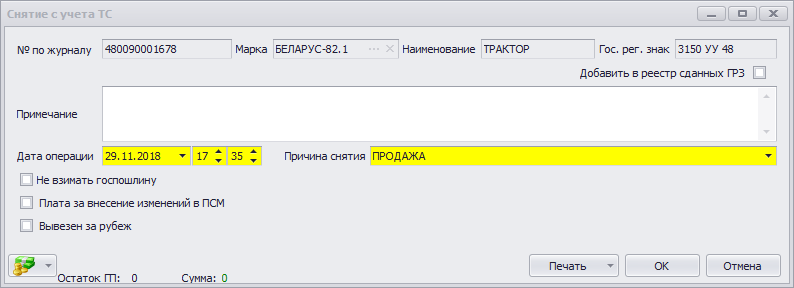 Снятие с учета ТС
№ по журналу 480090001678 Марка БЕЛАРУС-82.1 ... Наименование ТРАКТОР Гос. рег. знак 3150 УУ 48
Добавить в реестр сданных ГРЗ
Примечание
Дата операции 29.11.2018 17 35 Причина снятия ПРОДАЖА
Не взимать госпошлину
Плата за внесение изменений в ПСМ
Вывезен за рубеж
Печать ОК Отмена
Остаток ГП: 0 Сумма: 0